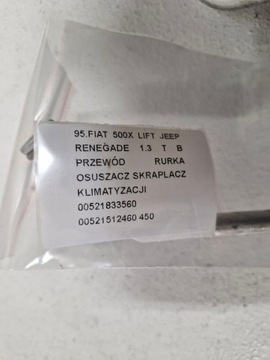 95.FIAT 500X LIFT JEEP
RENEGADE 1.3 T B
PRZEWÓD RURKA
OSUSZACZ SKRAPLACZ
KLIMATYZACJI
00521833560
00521512460 450